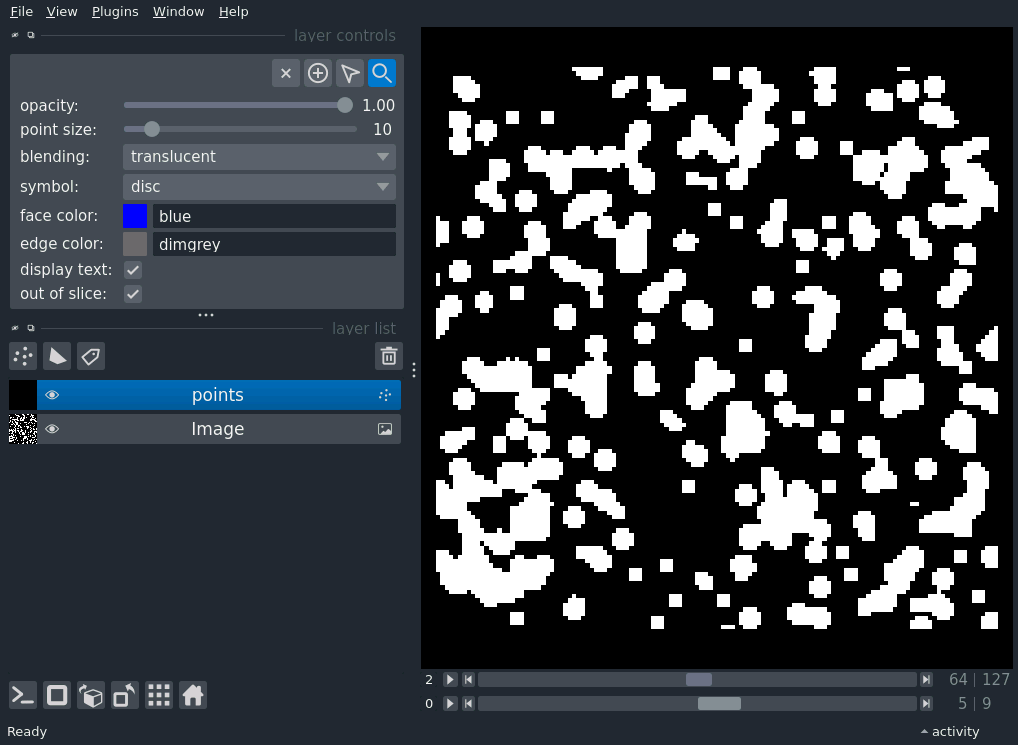 File View Plugins Window Help
layer controls
opacity: 1.00
point size: 10
blending: translucent
symbol: disc
face color: blue
edge color: dimgrey
display text:
out of slice:
layer list
points
Image
2 64 | 127
0 5 | 9
Ready activity